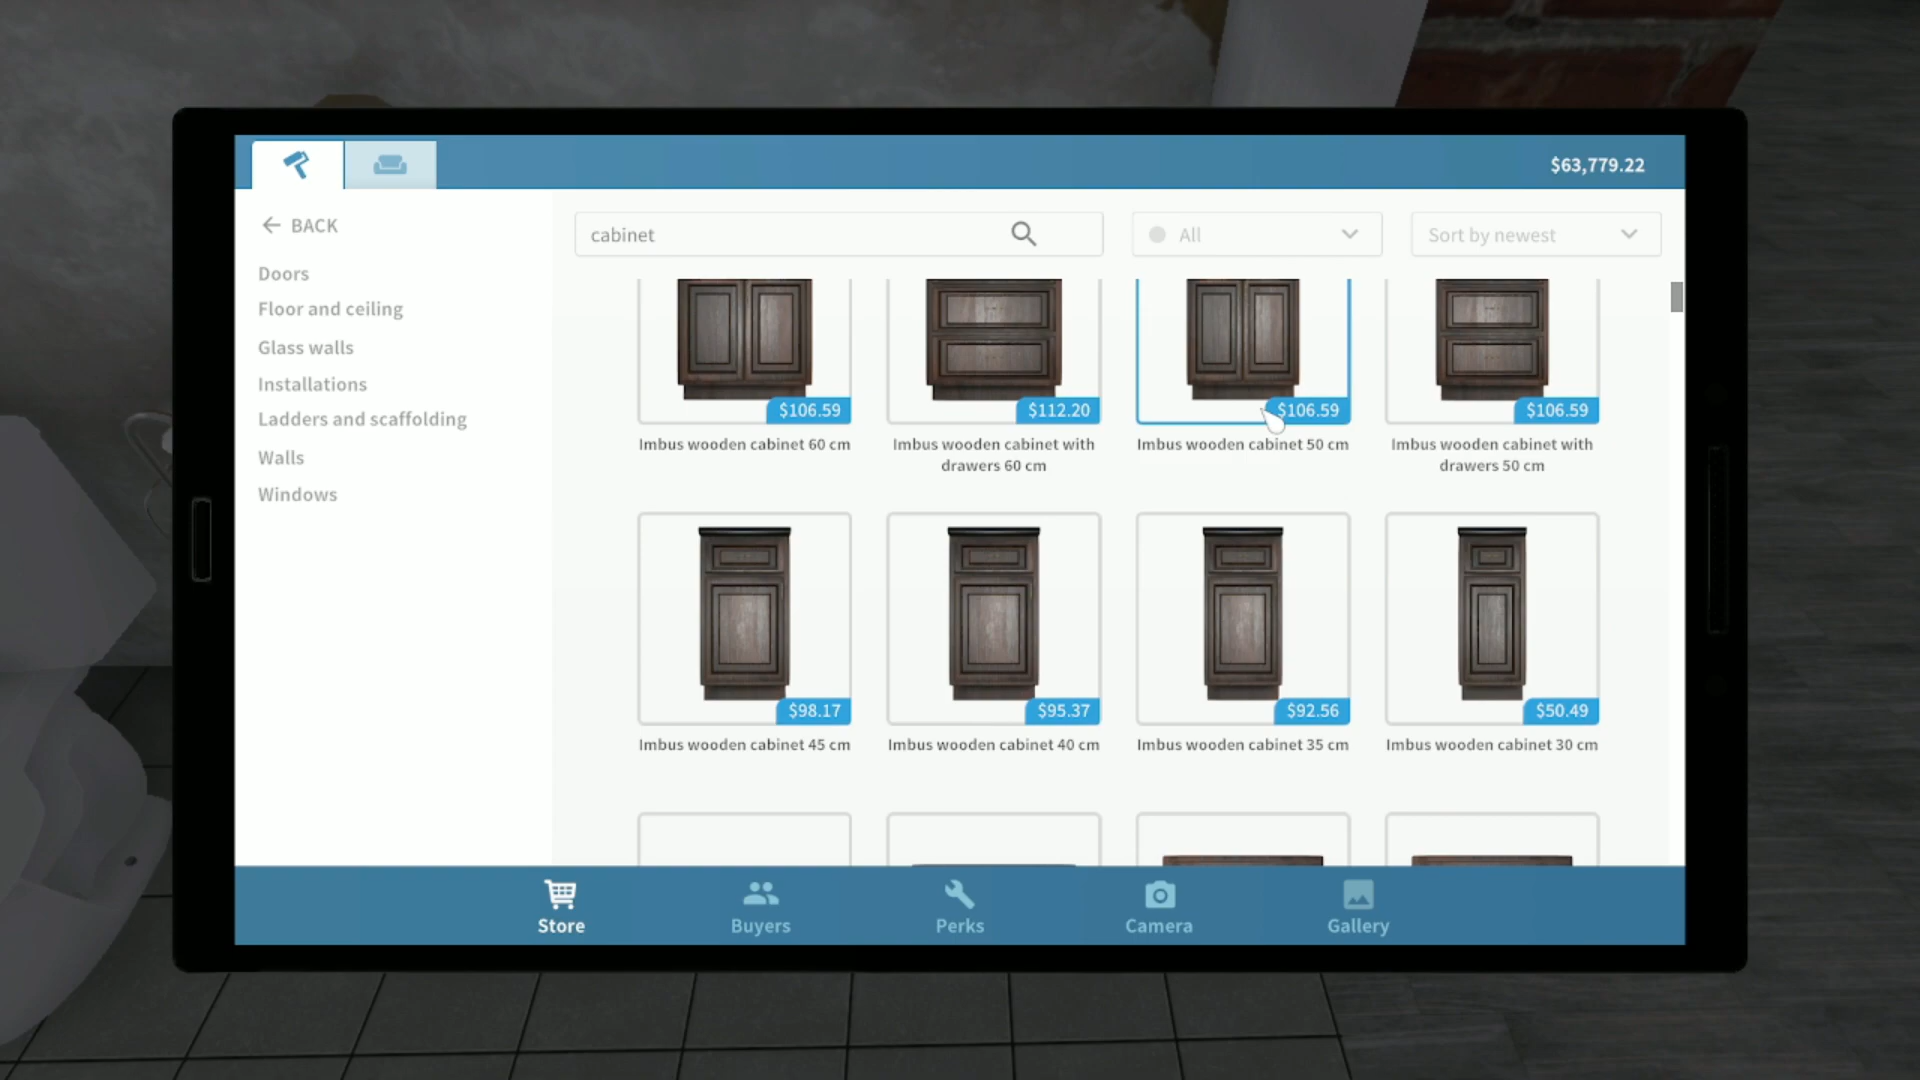 $63,779.22
BACK
cabinet
All
Sort by newest
Doors
Floor and ceiling
Glass walls
Installations
Ladders and scaffolding
Walls
Windows
$106.59
$112.20
$106.59
$106.59
Imbus wooden cabinet 60 cm
Imbus wooden cabinet with
drawers 60 cm
Imbus wooden cabinet 50 cm
Imbus wooden cabinet with
drawers 50 cm
$98.17
$95.37
$92.56
$50.49
Imbus wooden cabinet 45 cm
Imbus wooden cabinet 40 cm
Imbus wooden cabinet 35 cm
Imbus wooden cabinet 30 cm
Store
Buyers
Perks
Camera
Gallery